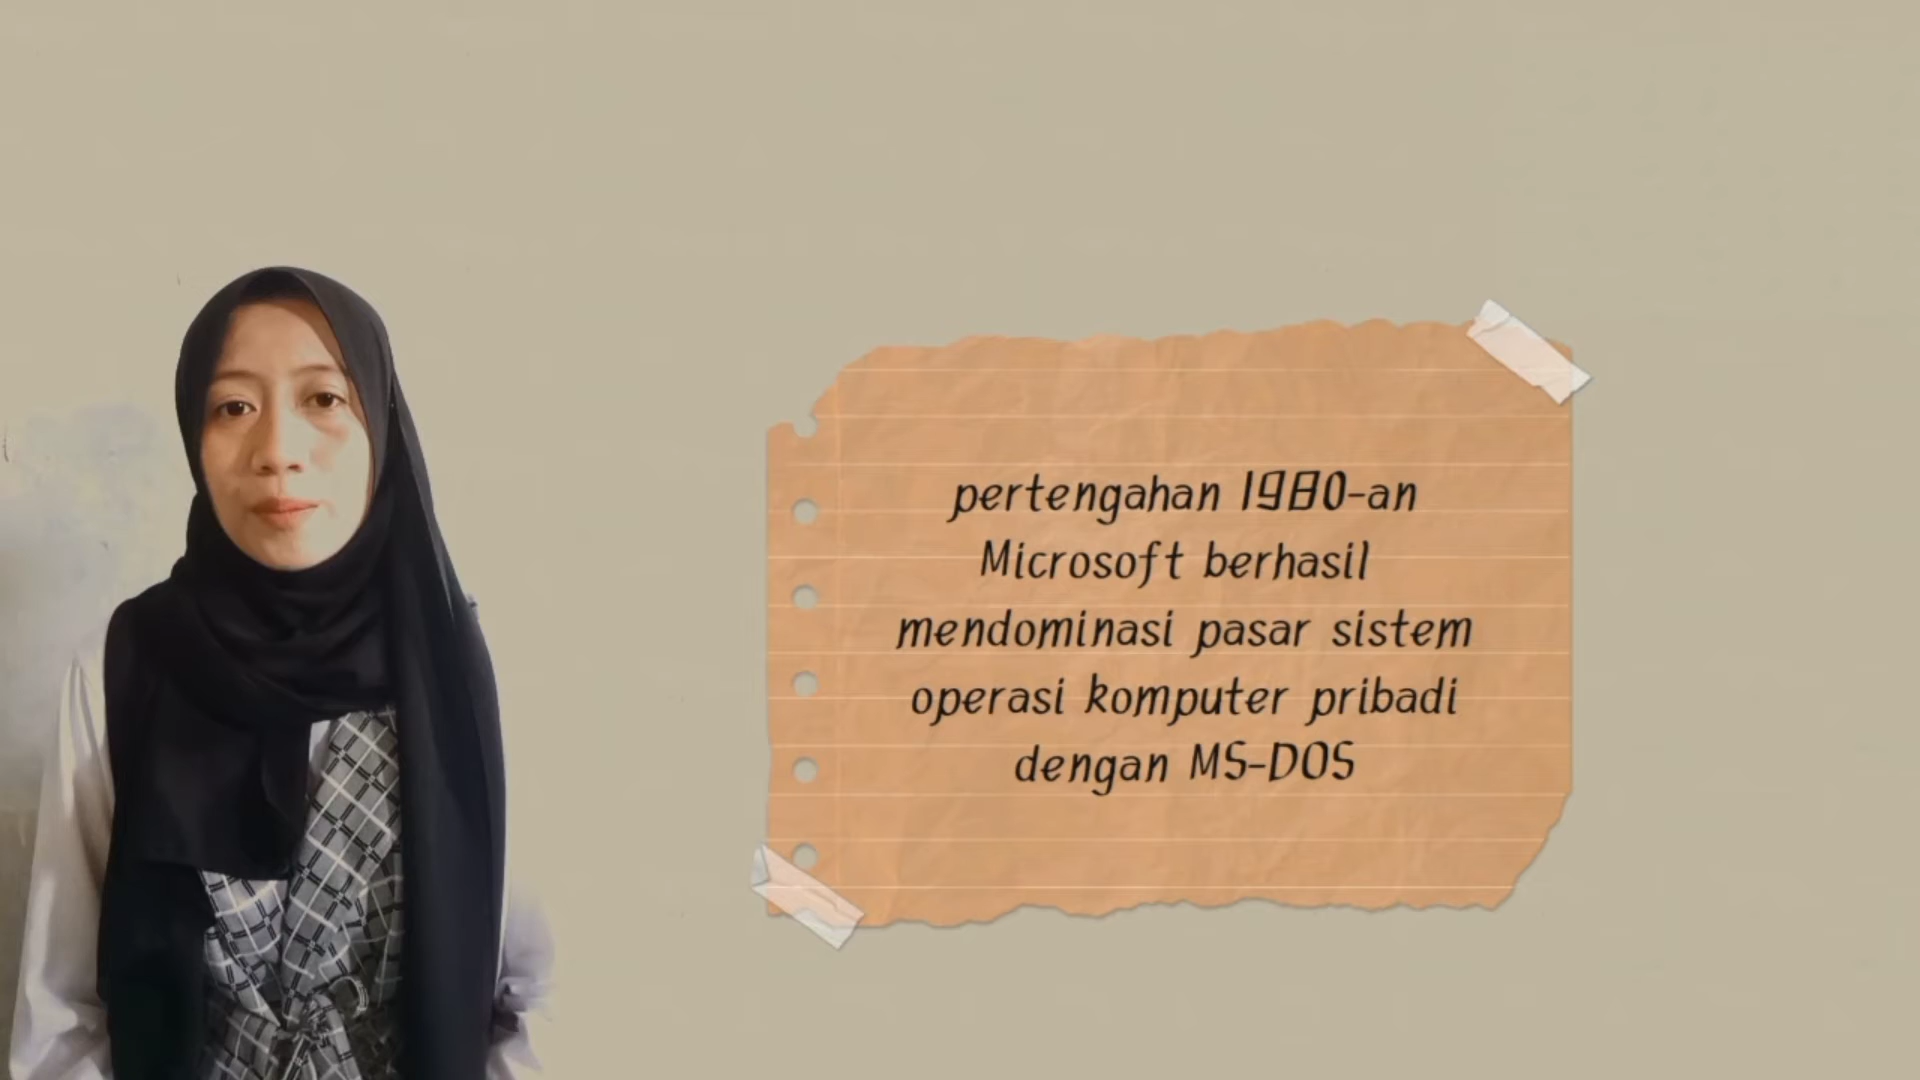 pertengahan 1980-an
Microsoft berhasil
mendominasi pasar sistem
operasi komputer pribadi
dengan MS-DOS